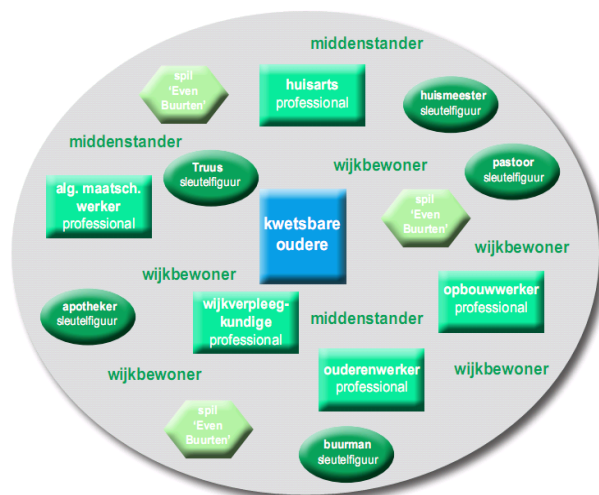 middenstander
spil
'Even
Buurten'
huisarts
professional
huismeester
sleutelfiguur
middenstander
Truus
sleutelfiguur
wijkbewoner
pastoor
sleutelfiguur
alg. maatsch.
werker
professional
kwetsbare
oudere
spil
'Even
Buurten'
wijkbewoner
wijkbewoner
apotheker
sleutelfiguur
wijkverpleeg-
kundige
professional
middenstander
opbouwwerker
professional
wijkbewoner
ouderenwerker
professional
wijkbewoner
spil
'Even
Buurten'
buurman
sleutelfiguur